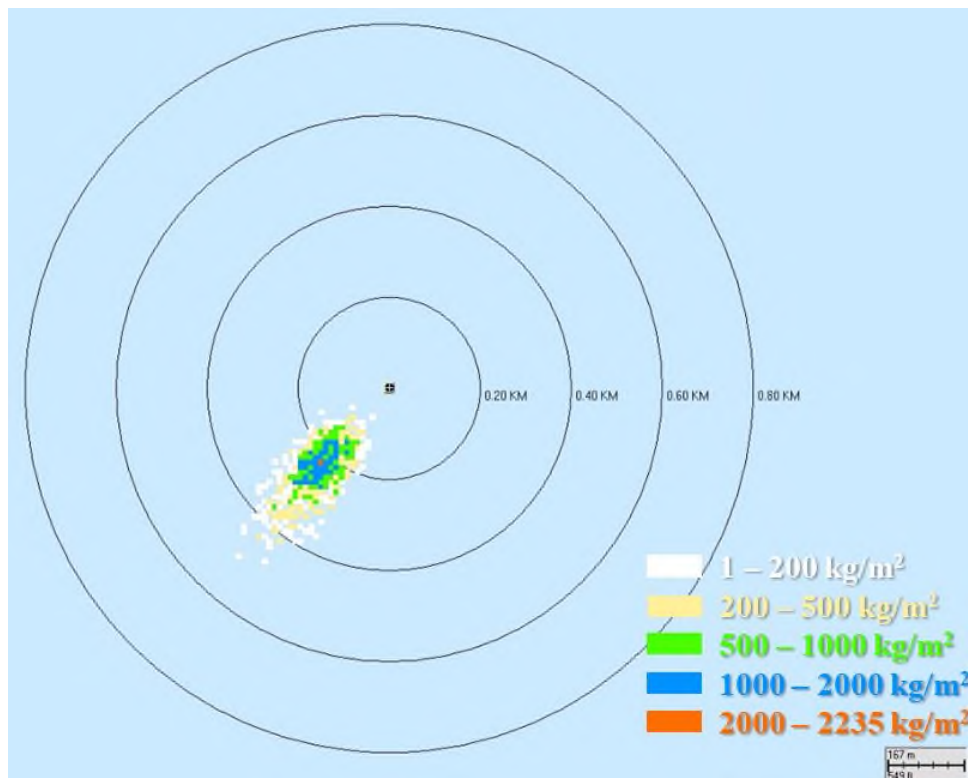 0.20 KM
0.40 KM
0.60 KM
0.80 KM
1 – 200 kg/m²
200 – 500 kg/m²
500 – 1000 kg/m²
1000 – 2000 kg/m²
2000 – 2235 kg/m²
167 m
549 ft